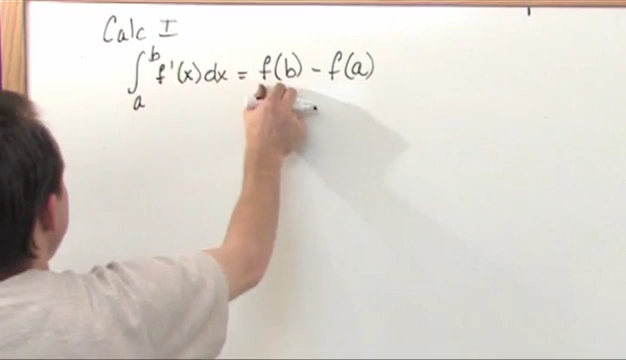 Calc I
∫_a^b f'(x)dx = f(b) - f(a)